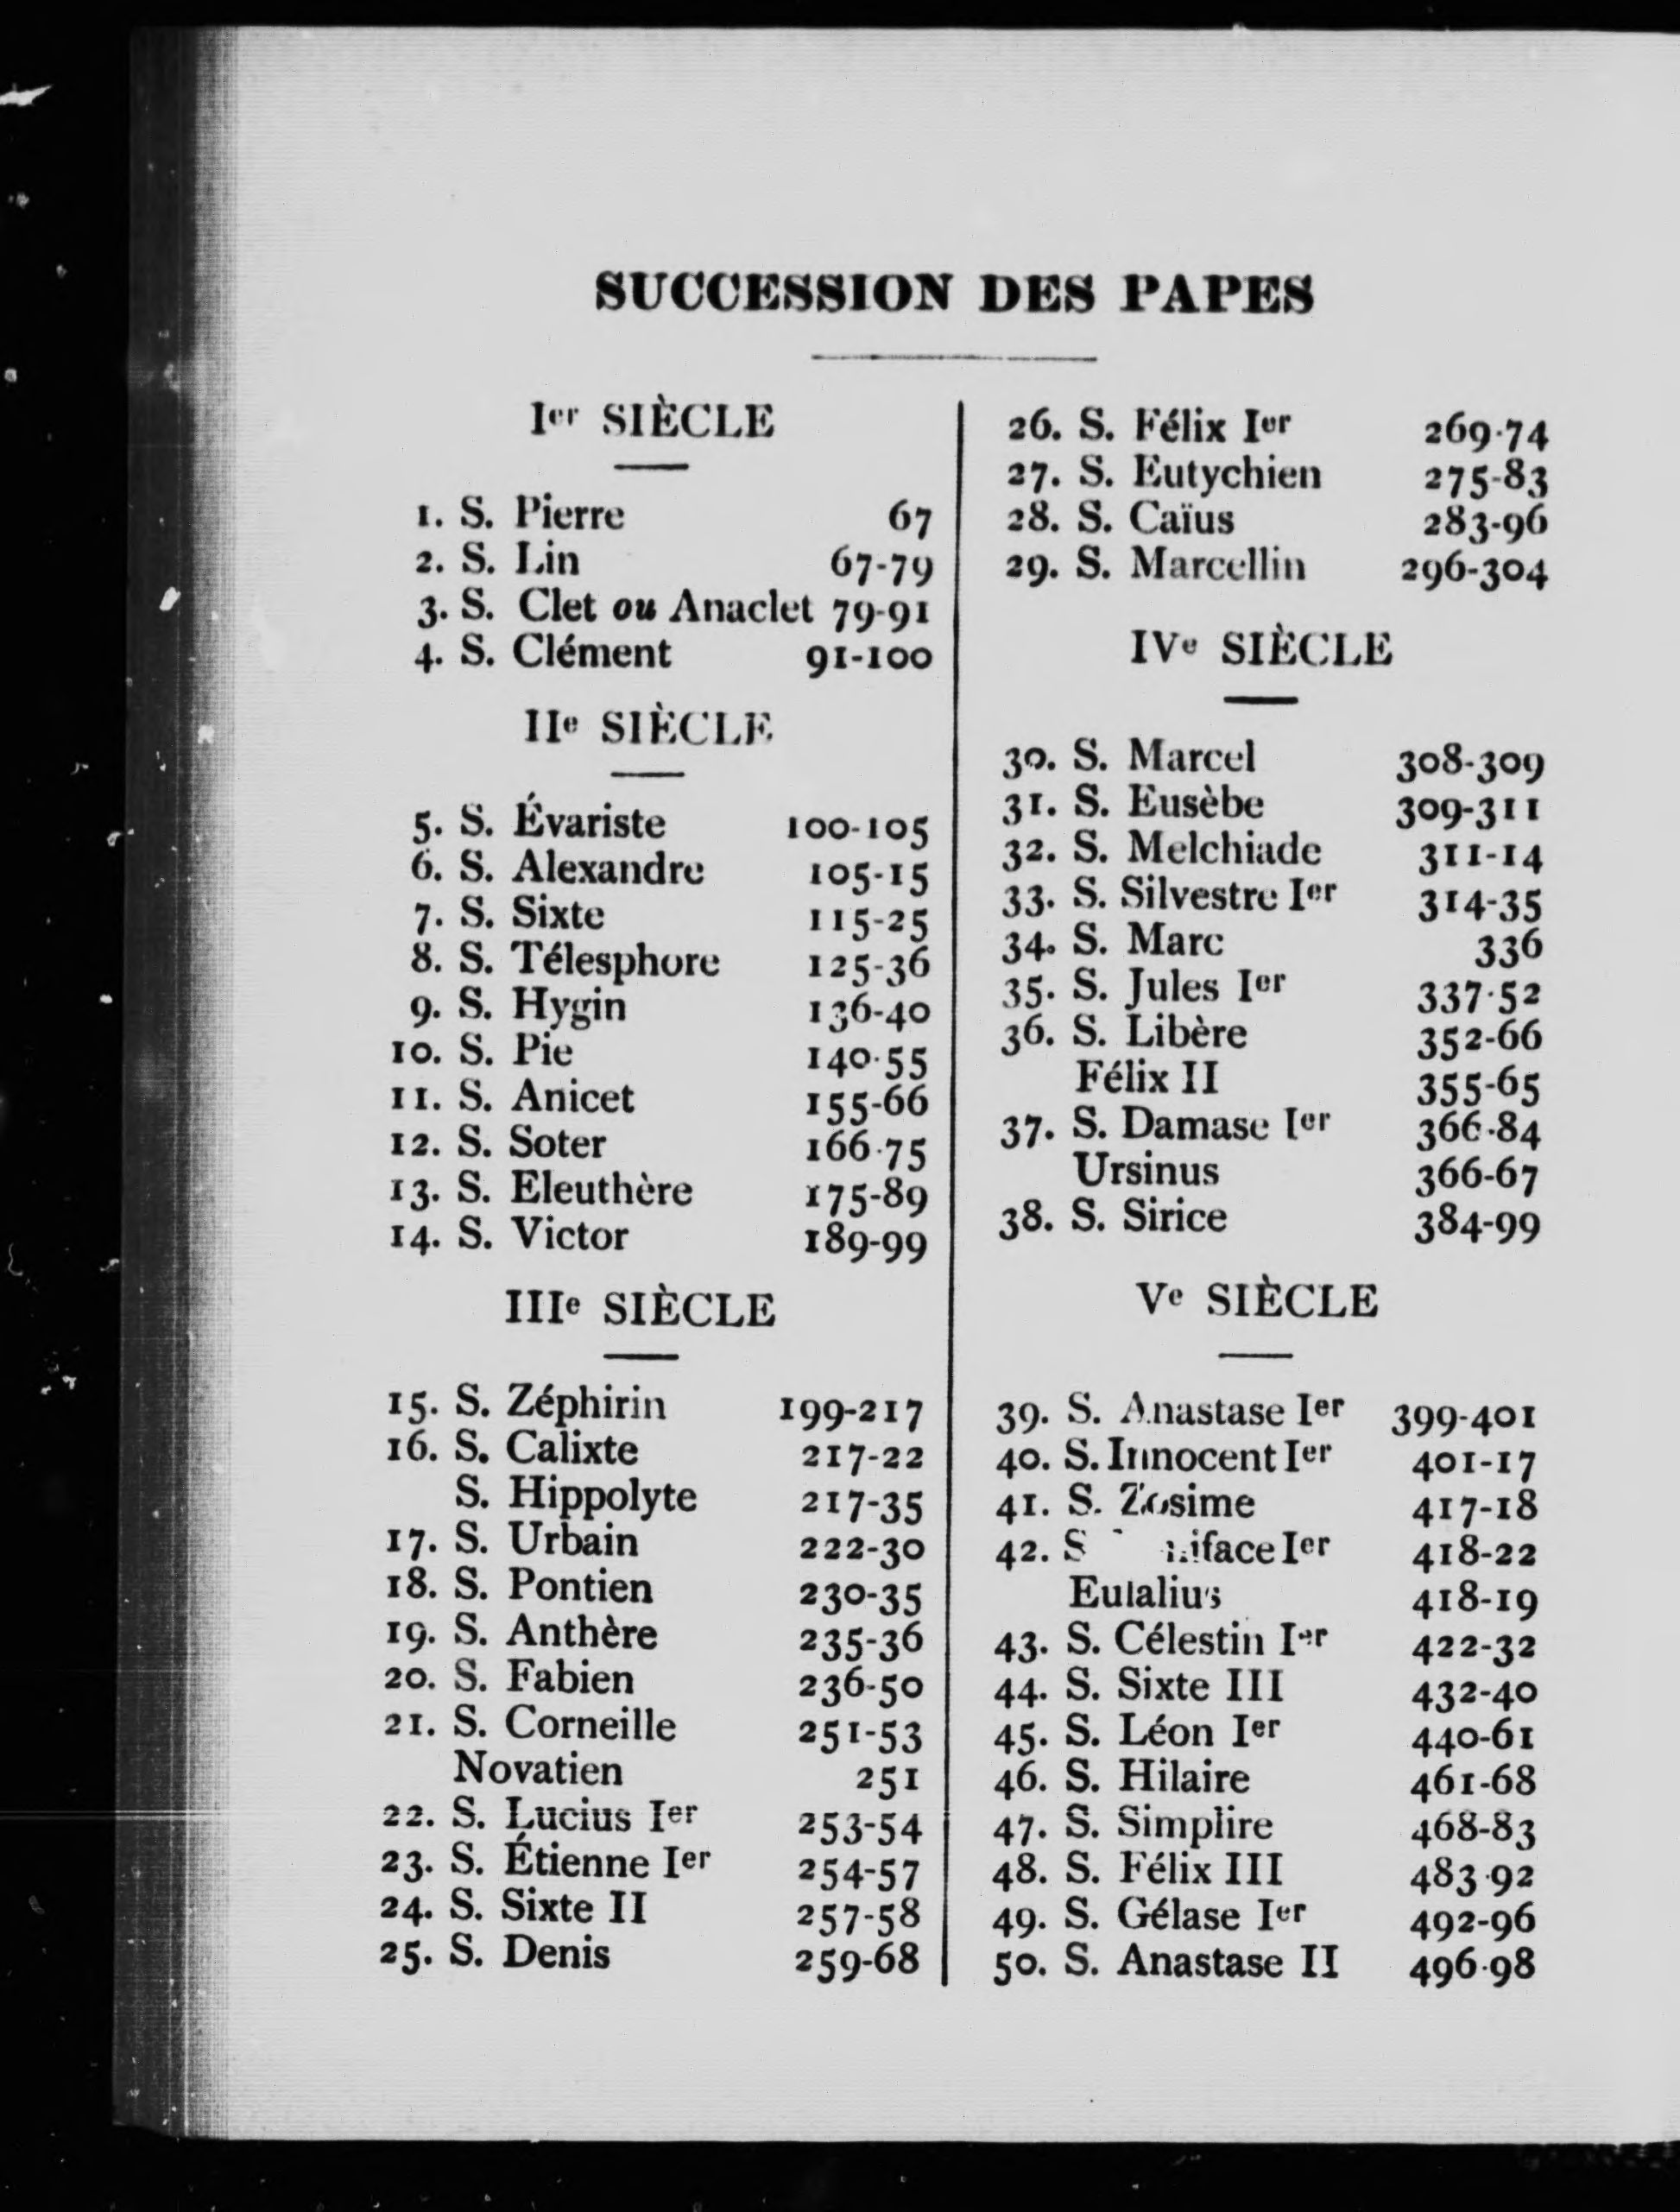 SUCCESSION DES PAPES
Ier SIÈCLE
1. S. Pierre 67
2. S. Lin 67-79
3. S. Clet ou Anaclet 79-91
4. S. Clément 91-100
IIe SIÈCLE
5. S. Évariste 100-105
6. S. Alexandre 105-15
7. S. Sixte 115-25
8. S. Télesphore 125-36
9. S. Hygin 136-40
10. S. Pie 140-55
11. S. Anicet 155-66
12. S. Soter 166-75
13. S. Eleuthère 175-89
14. S. Victor 189-99
IIIe SIÈCLE
15. S. Zéphirin 199-217
16. S. Calixte 217-22
S. Hippolyte 217-35
17. S. Urbain 222-30
18. S. Pontien 230-35
19. S. Anthère 235-36
20. S. Fabien 236-50
21. S. Corneille 251-53
Novatien 251
22. S. Lucius Ier 253-54
23. S. Étienne Ier 254-57
24. S. Sixte II 257-58
25. S. Denis 259-68
26. S. Félix Ier 269-74
27. S. Eutychien 275-83
28. S. Caïus 283-96
29. S. Marcellin 296-304
IVe SIÈCLE
30. S. Marcel 308-309
31. S. Eusèbe 309-311
32. S. Melchiade 311-14
33. S. Silvestre Ier 314-35
34. S. Marc 336
35. S. Jules Ier 337-52
36. S. Libère 352-66
Félix II 355-65
37. S. Damase Ier 366-84
Ursinus 366-67
38. S. Sirice 384-99
Ve SIÈCLE
39. S. Anastase Ier 399-401
40. S. Innocent Ier 401-17
41. S. Zosime 417-18
42. S Ier 418-22
Eulalius 418-19
43. S. Célestin Ier 422-32
44. S. Sixte III 432-40
45. S. Léon Ier 440-61
46. S. Hilaire 461-68
47. S. Simplire 468-83
48. S. Félix III 483-92
49. S. Gélase Ier 492-96
50. S. Anastase II 496-98